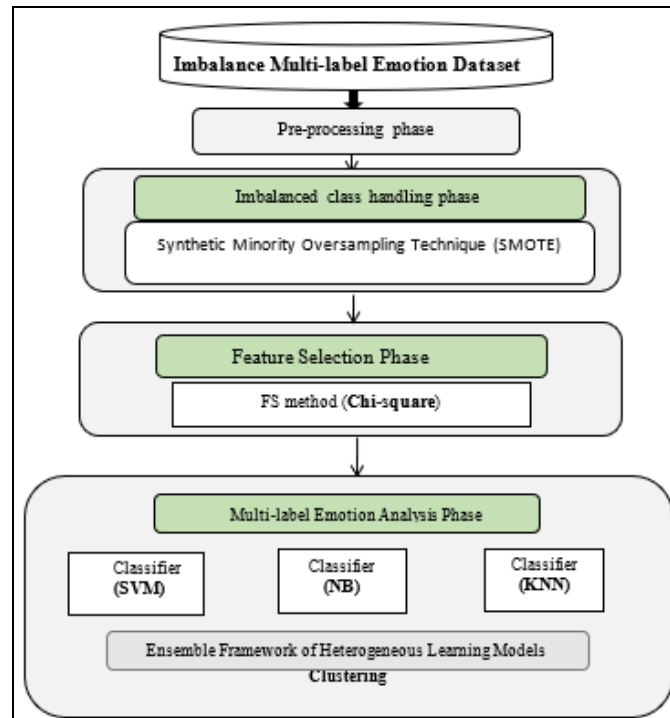 Imbalance Multi-label Emotion Dataset
Pre-processing phase
Imbalanced class handling phase
Synthetic Minority Oversampling Technique (SMOTE)
Feature Selection Phase
FS method (Chi-square)
Multi-label Emotion Analysis Phase
Classifier
(SVM)
Classifier
(NB)
Classifier
(KNN)
Ensemble Framework of Heterogeneous Learning Models
Clustering